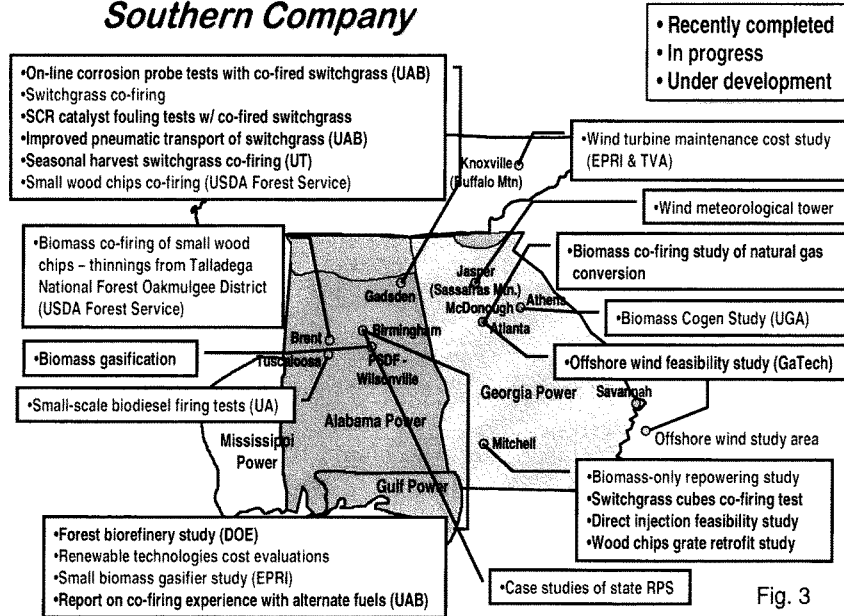 Southern Company
• Recently completed
• In progress
• Under development
•On-line corrosion probe tests with co-fired switchgrass (UAB)
•Switchgrass co-firing
•SCR catalyst fouling tests w/ co-fired switchgrass
•Improved pneumatic transport of switchgrass (UAB)
•Seasonal harvest switchgrass co-firing (UT)
•Small wood chips co-firing (USDA Forest Service)
Knoxville
(Buffalo Mtn)
•Wind turbine maintenance cost study
(EPRI & TVA)
•Wind meteorological tower
•Biomass co-firing of small wood
chips – thinnings from Talladega
National Forest Oakmulgee District
(USDA Forest Service)
•Biomass co-firing study of natural gas
conversion
Gadsden
Jasper
(Sassafras Mtn.)
McDonough
Athens
Atlanta
•Biomass Cogen Study (UGA)
Brent
Birmingham
•Biomass gasification
Tuscaloosa
PSDF -
Wilsonville
•Offshore wind feasibility study (GaTech)
•Small-scale biodiesel firing tests (UA)
Georgia Power
Savannah
Alabama Power
Mississippi
Power
Mitchell
Offshore wind study area
Gulf Power
•Biomass-only repowering study
•Switchgrass cubes co-firing test
•Direct injection feasibility study
•Wood chips grate retrofit study
•Forest biorefinery study (DOE)
•Renewable technologies cost evaluations
•Small biomass gasifier study (EPRI)
•Report on co-firing experience with alternate fuels (UAB)
•Case studies of state RPS
Fig. 3